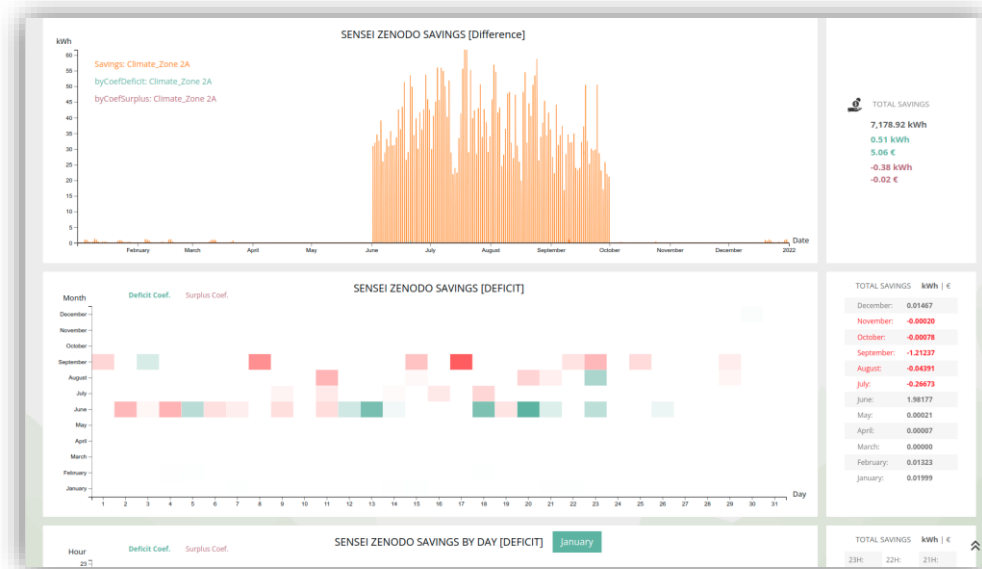 SENSEI ZENODO SAVINGS [Difference]
kWh
60
55
50
45
40
35
30
25
20
15
10
5
0
Savings: Climate_Zone 2A
byCoefDeficit: Climate_Zone 2A
byCoefSurplus: Climate_Zone 2A
February March April May June July August September October November December 2022
Date
TOTAL SAVINGS
7,178.92 kWh
0.51 kWh
5.06 €
-0.38 kWh
-0.02 €
SENSEI ZENODO SAVINGS [DEFICIT]
Month
Deficit Coef. Surplus Coef.
December
November
October
September
August
July
June
May
April
March
February
January
1 2 3 4 5 6 7 8 9 10 11 12 13 14 15 16 17 18 19 20 21 22 23 24 25 26 27 28 29 30 31
Day
TOTAL SAVINGS kWh | €
December: 0.01467
November: -0.00020
October: -0.00078
September: -1.21237
August: -0.04391
July: -0.26673
June: 1.98177
May: 0.00021
April: 0.00007
March: 0.00000
February: 0.01323
January: 0.01999
SENSEI ZENODO SAVINGS BY DAY [DEFICIT] January
Hour
Deficit Coef. Surplus Coef.
23
TOTAL SAVINGS kWh | €
23H: 22H: 21H: